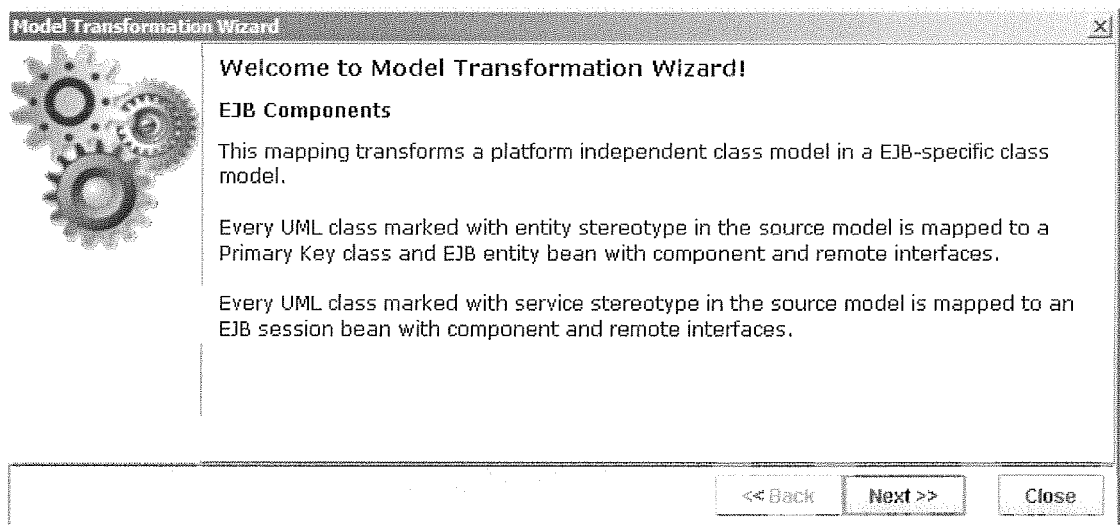 Model Transformation Wizard
Welcome to Model Transformation Wizard!
EJB Components
This mapping transforms a platform independent class model in a EJB-specific class
model.
Every UML class marked with entity stereotype in the source model is mapped to a
Primary Key class and EJB entity bean with component and remote interfaces.
Every UML class marked with service stereotype in the source model is mapped to an
EJB session bean with component and remote interfaces.
<< Back Next >> Close